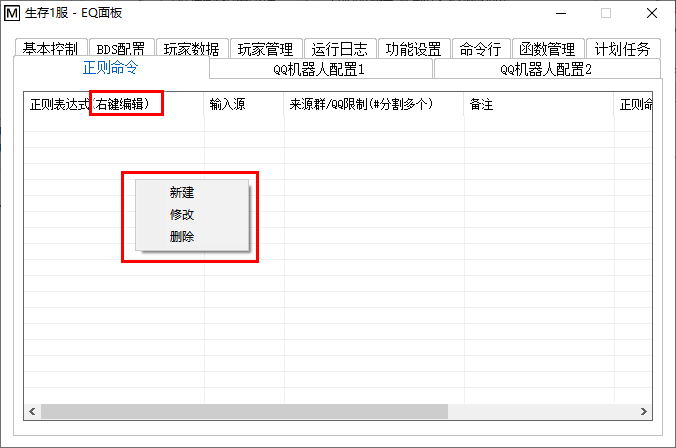 M 生存1服 - EQ面板
基本控制 BDS配置 玩家数据 玩家管理 运行日志 功能设置 命令行 函数管理 计划任务
正则命令 QQ机器人配置1 QQ机器人配置2
正则表达式(右键编辑) 输入源 来源群/QQ限制(#分割多个) 备注 正则命
新建
修改
删除